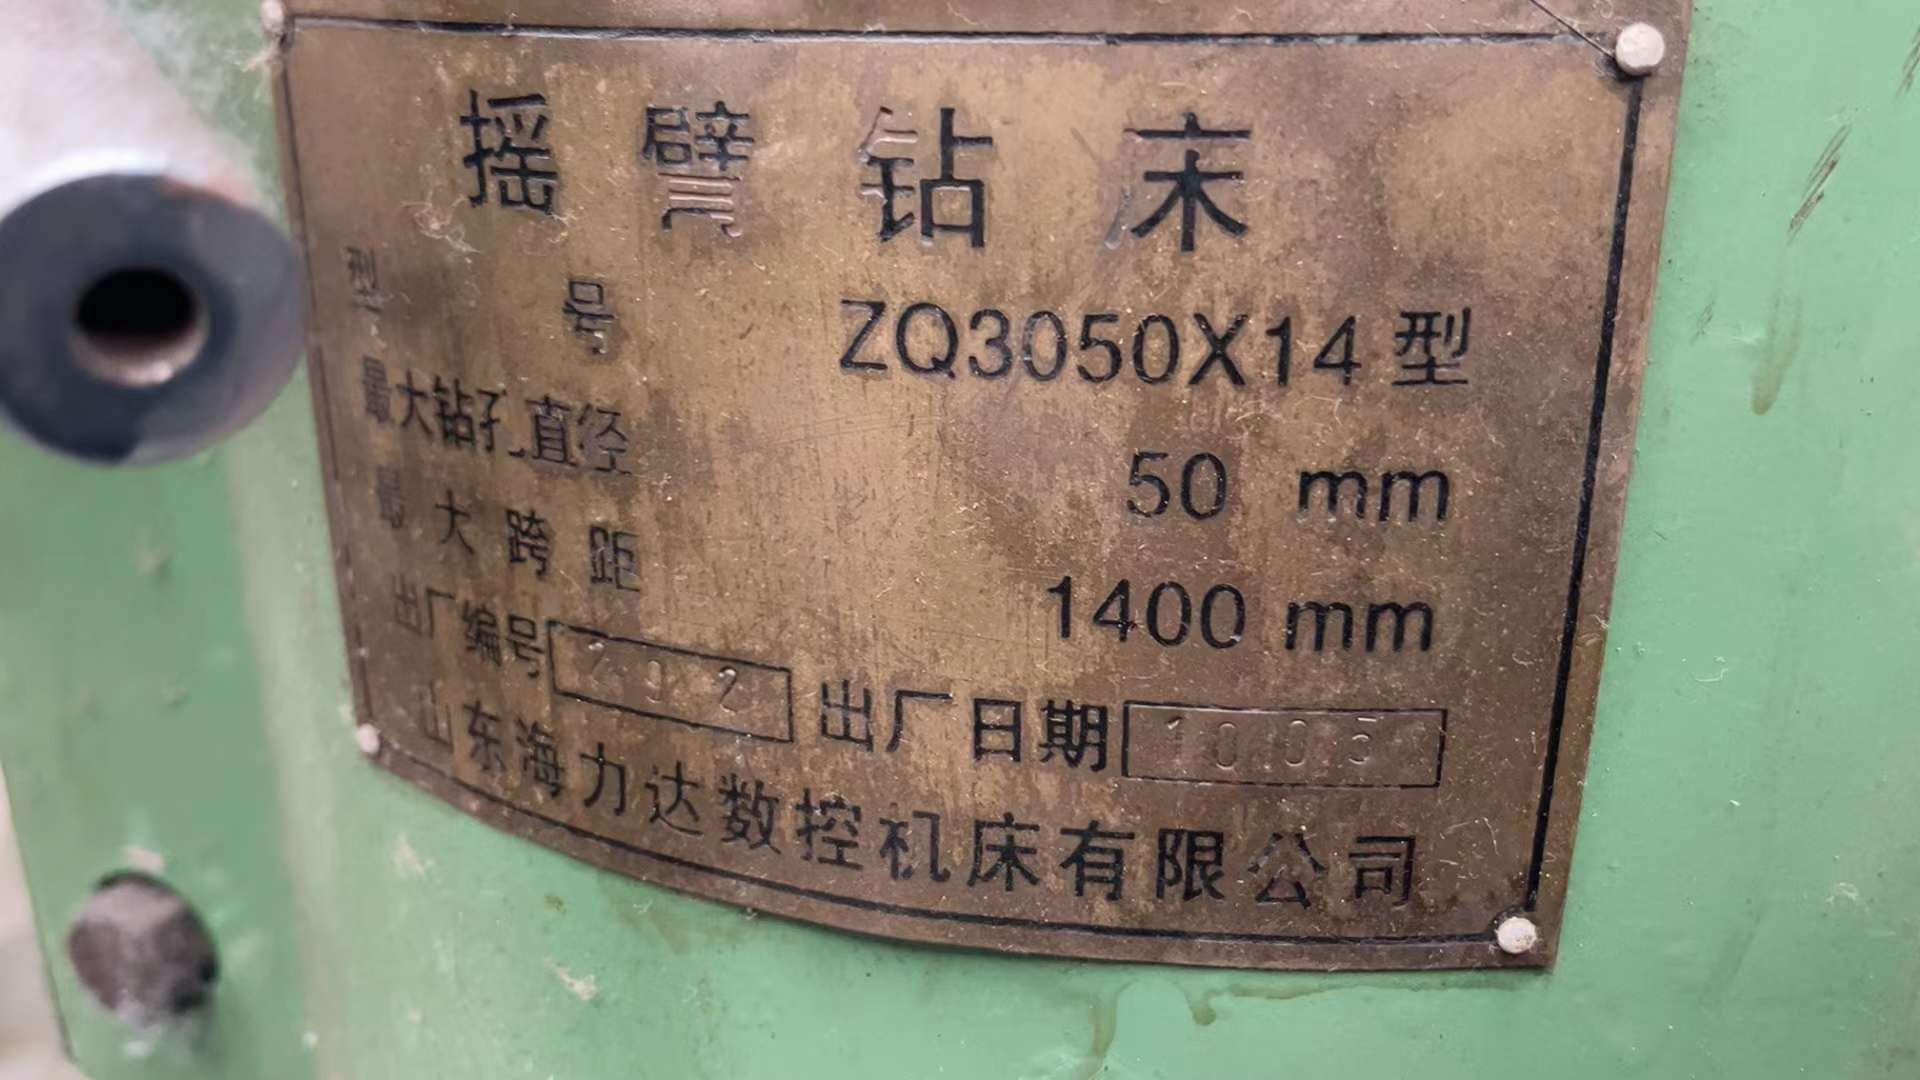 摇臂钻床
型号 ZQ3050X14型
最大钻孔直径 50 mm
最大跨距 1400 mm
出厂编号 292 出厂日期 1005
山东海力达数控机床有限公司